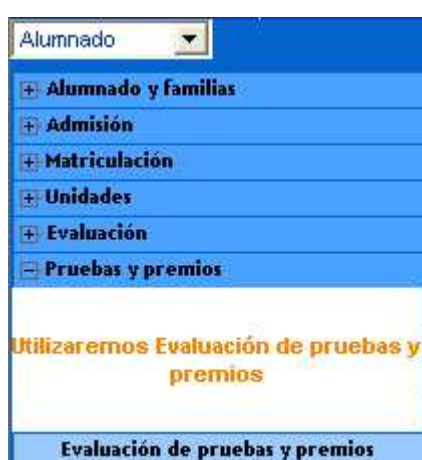 Alumnado
Alumnado y familias
Admisión
Matriculación
Unidades
Evaluación
Pruebas y premios
Utilizaremos Evaluación de pruebas y
premios
Evaluación de pruebas y premios